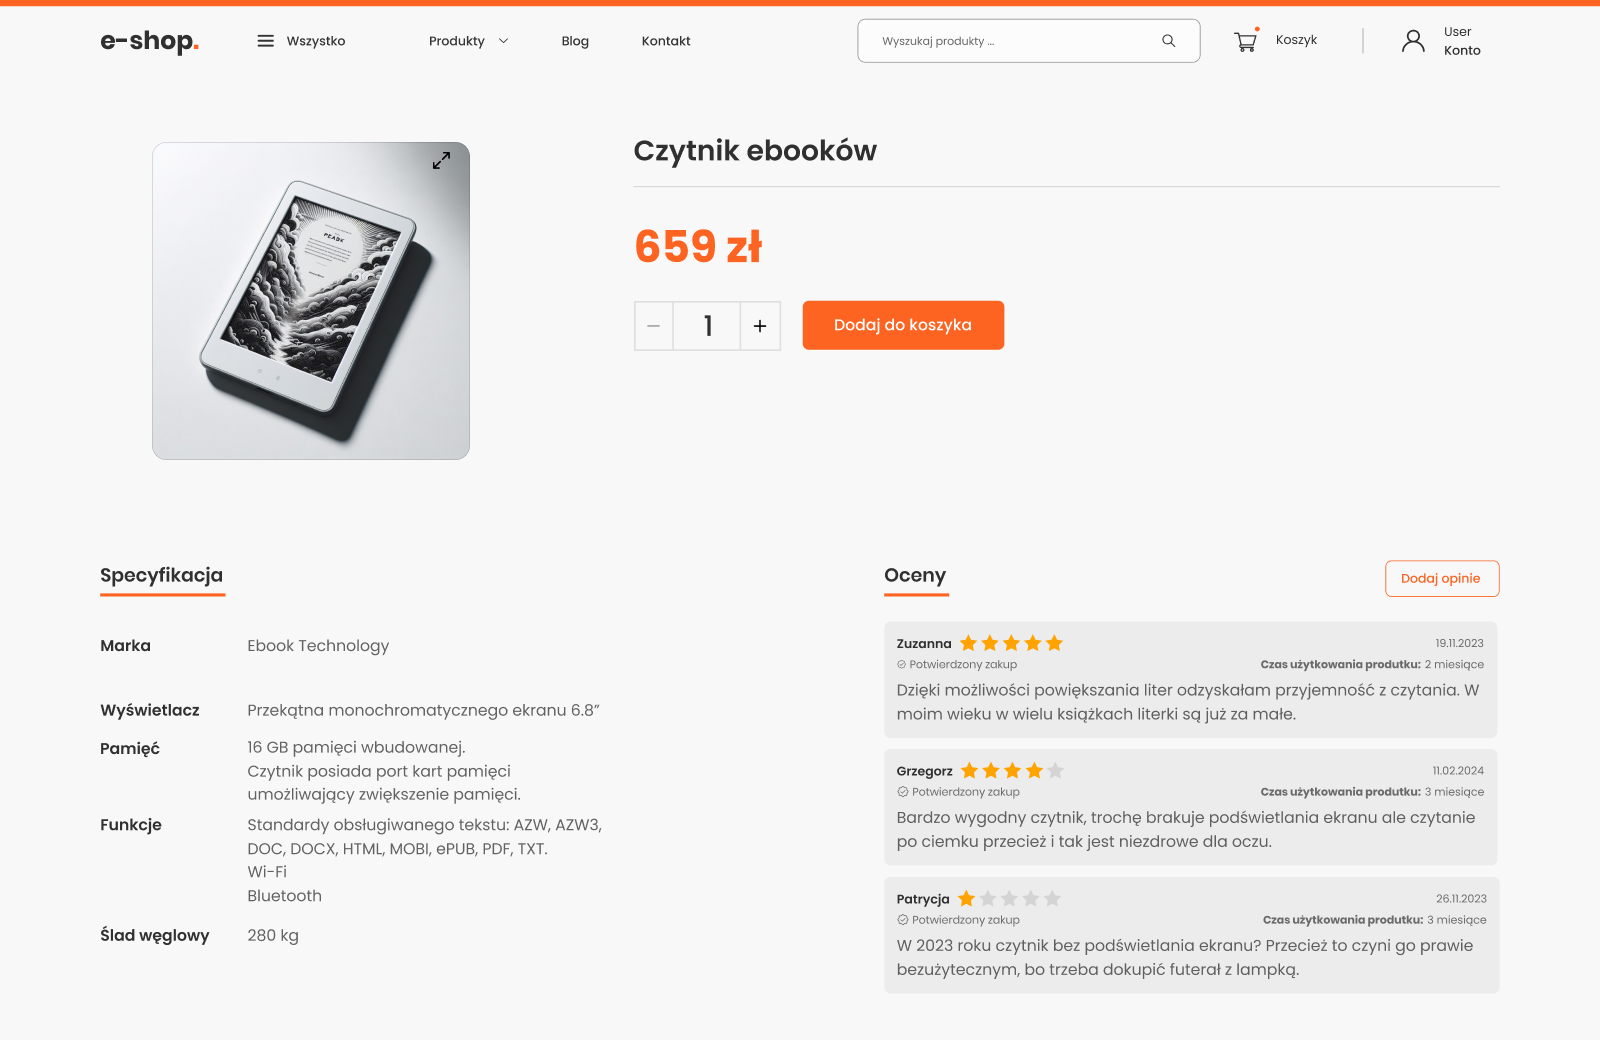 e-shop.
Wszystko
Produkty
Blog
Kontakt
Wyszukaj produkty ...
Koszyk
User
Konto
Czytnik ebooków
659 zł
1
Dodaj do koszyka
Specyfikacja
Marka
Ebook Technology
Wyświetlacz
Przekątna monochromatycznego ekranu 6.8”
Pamięć
16 GB pamięci wbudowanej.
Czytnik posiada port kart pamięci
umożliwający zwiększenie pamięci.
Funkcje
Standardy obsługiwanego tekstu: AZW, AZW3,
DOC, DOCX, HTML, MOBI, ePUB, PDF, TXT.
Wi-Fi
Bluetooth
Ślad węglowy
280 kg
Oceny
Dodaj opinie
Zuzanna
19.11.2023
Potwierdzony zakup
Czas użytkowania produtku: 2 miesiące
Dzięki możliwości powiększania liter odzyskałam przyjemność z czytania. W
moim wieku w wielu książkach literki są już za małe.
Grzegorz
11.02.2024
Potwierdzony zakup
Czas użytkowania produtku: 3 miesiące
Bardzo wygodny czytnik, trochę brakuje podświetlania ekranu ale czytanie
po ciemku przecież i tak jest niezdrowe dla oczu.
Patrycja
26.11.2023
Potwierdzony zakup
Czas użytkowania produtku: 3 miesiące
W 2023 roku czytnik bez podświetlania ekranu? Przecież to czyni go prawie
bezużytecznym, bo trzeba dokupić futerał z lampką.